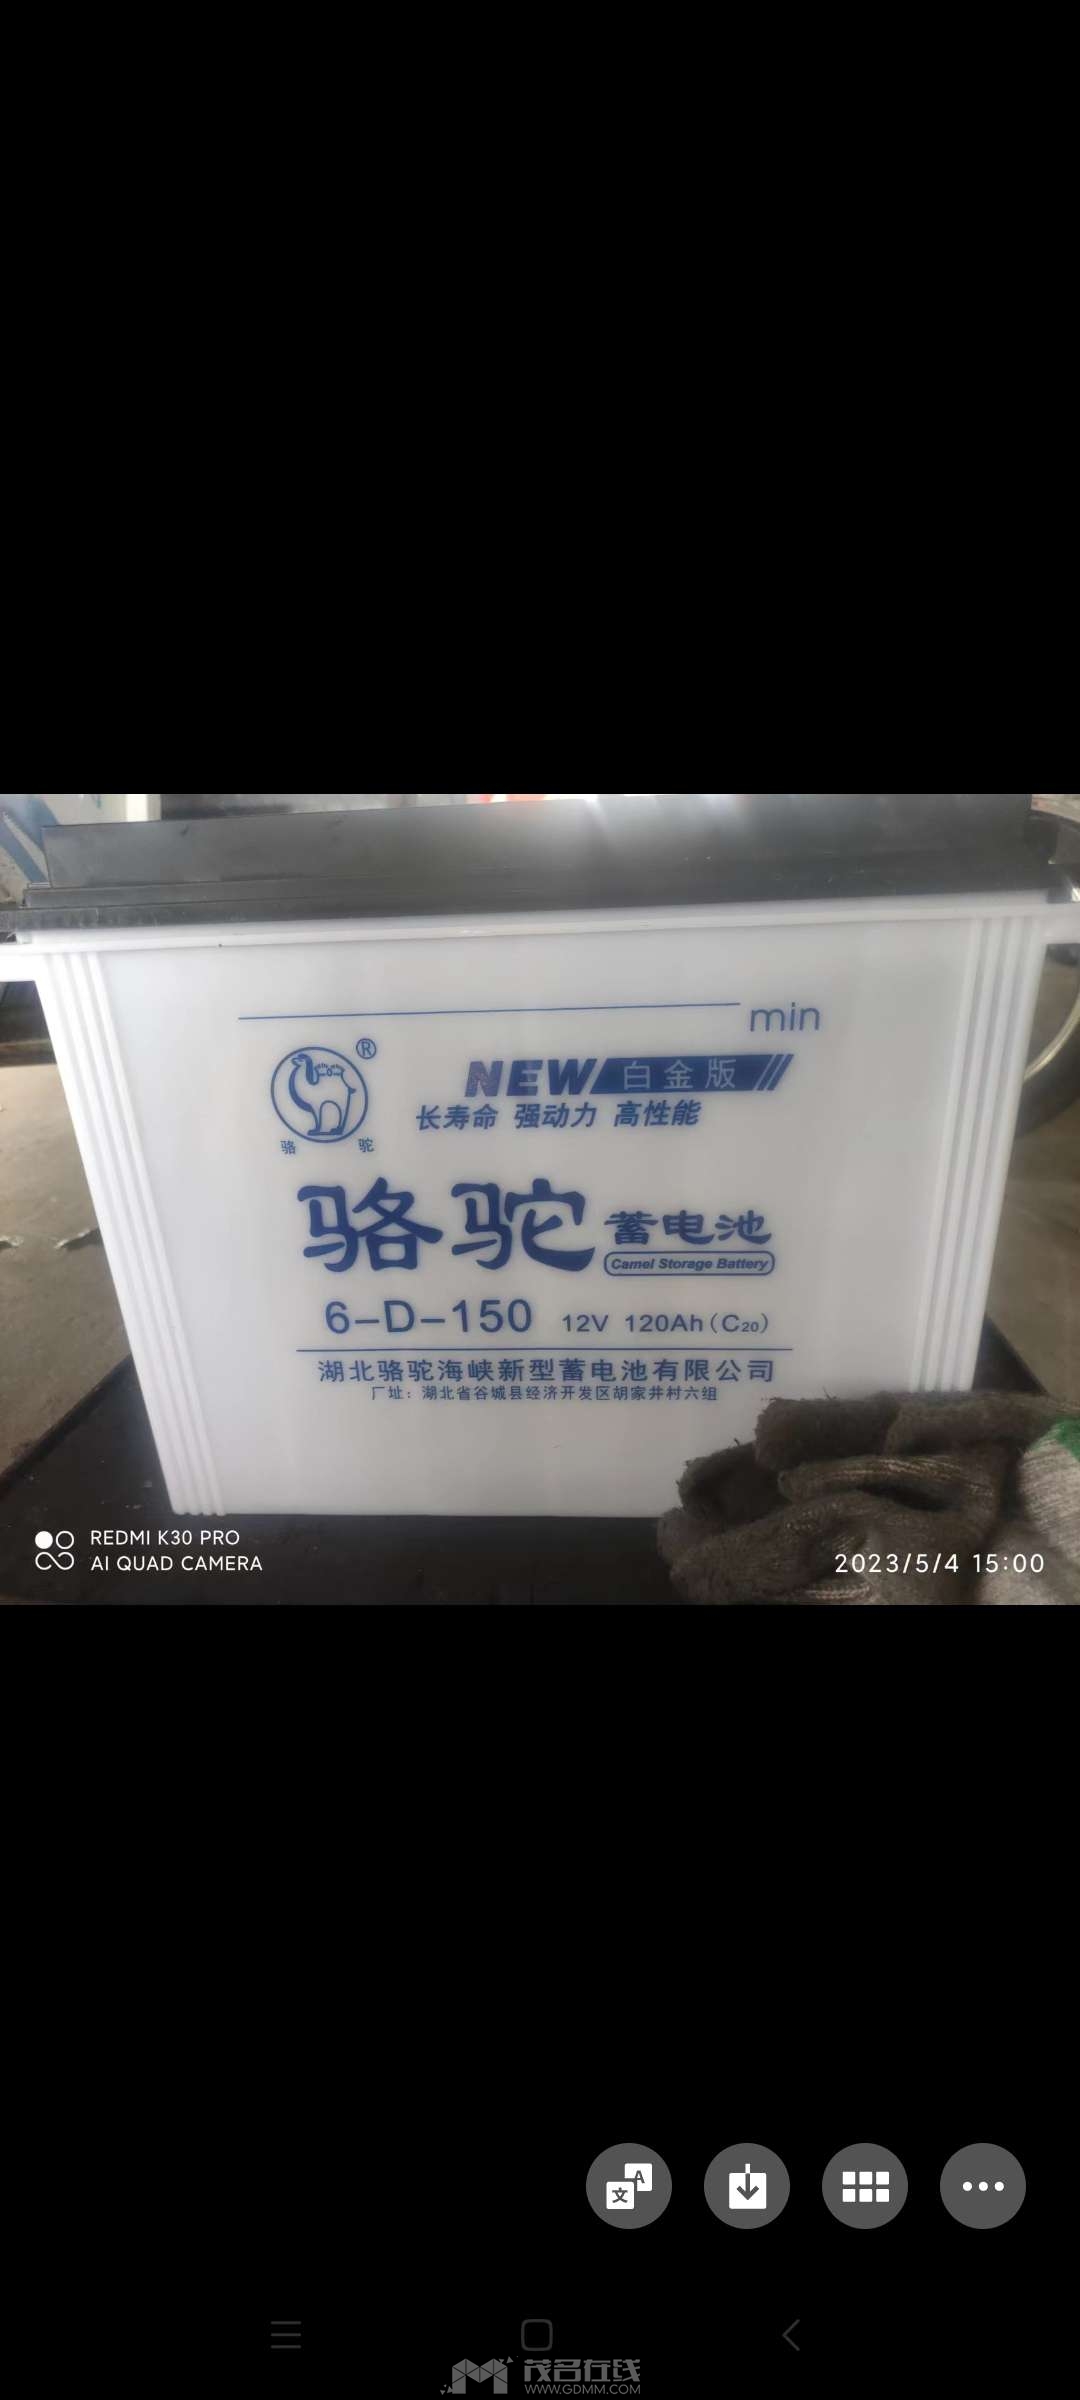 min
®
NEW 白金版
长寿命 强动力 高性能
骆 驼
骆驼 蓄电池
Camel Storage Battery
6-D-150 12V 120Ah(C20)
湖北骆驼海峡新型蓄电池有限公司
厂址：湖北省谷城县经济开发区胡家井村六组
REDMI K30 PRO
AI QUAD CAMERA
2023/5/4 15:00
文 A
茂名在线
WWW.GDMM.COM